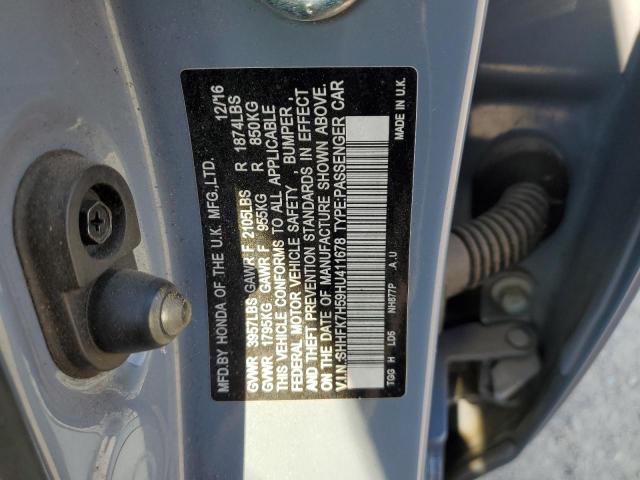 MFD.BY HONDA OF THE U.K. MFG.,LTD. 12/16
GVWR 3957LBS GAWR F 2105LBS R 1874LBS
GVWR 1795KG GAWR F 955KG R 850KG
THIS VEHICLE CONFORMS TO ALL APPLICABLE
FEDERAL MOTOR VEHICLE SAFETY , BUMPER ,
AND THEFT PREVENTION STANDARDS IN EFFECT
ON THE DATE OF MANUFACTURE SHOWN ABOVE.
V.I.N.:SHHFK7H59HU411678 TYPE:PASSENGER CAR
TGG H LD5 NH877P A.U MADE IN U.K.